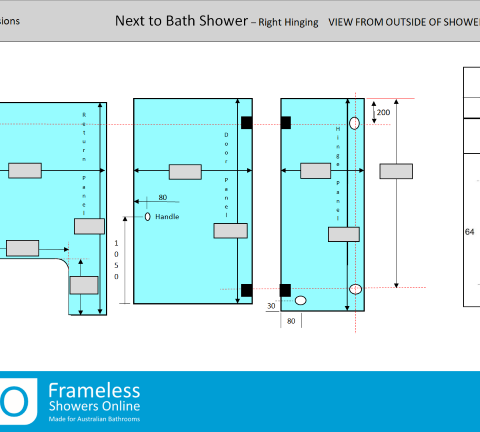 sions
Next to Bath Shower – Right Hinging   VIEW FROM OUTSIDE OF SHOWE
200
Return Panel
Door Panel
Hinge Panel
80
Handle
1050
64
30
80
Frameless
Showers Online
Made for Australian Bathrooms